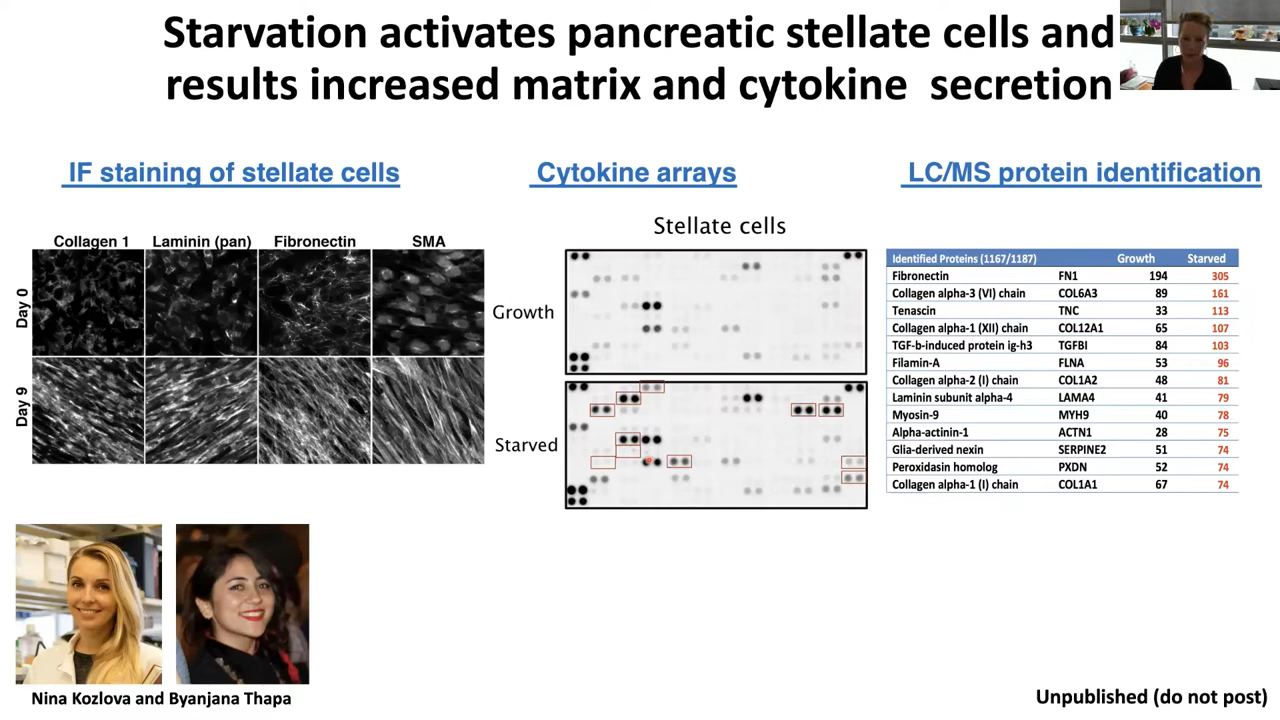 Starvation activates pancreatic stellate cells and
results increased matrix and cytokine secretion
IF staining of stellate cells
Collagen 1 Laminin (pan) Fibronectin SMA
Day 0
Day 9
Cytokine arrays
Stellate cells
Growth
Starved
LC/MS protein identification
Identified Proteins (1167/1187) Growth Starved
Fibronectin FN1 194 305
Collagen alpha-3 (VI) chain COL6A3 89 161
Tenascin TNC 33 113
Collagen alpha-1 (XII) chain COL12A1 65 107
TGF-b-induced protein ig-h3 TGFBI 84 103
Filamin-A FLNA 53 96
Collagen alpha-2 (I) chain COL1A2 48 81
Laminin subunit alpha-4 LAMA4 41 79
Myosin-9 MYH9 40 78
Alpha-actinin-1 ACTN1 28 75
Glia-derived nexin SERPINE2 51 74
Peroxidasin homolog PXDN 52 74
Collagen alpha-1 (I) chain COL1A1 67 74
Nina Kozlova and Byanjana Thapa
Unpublished (do not post)